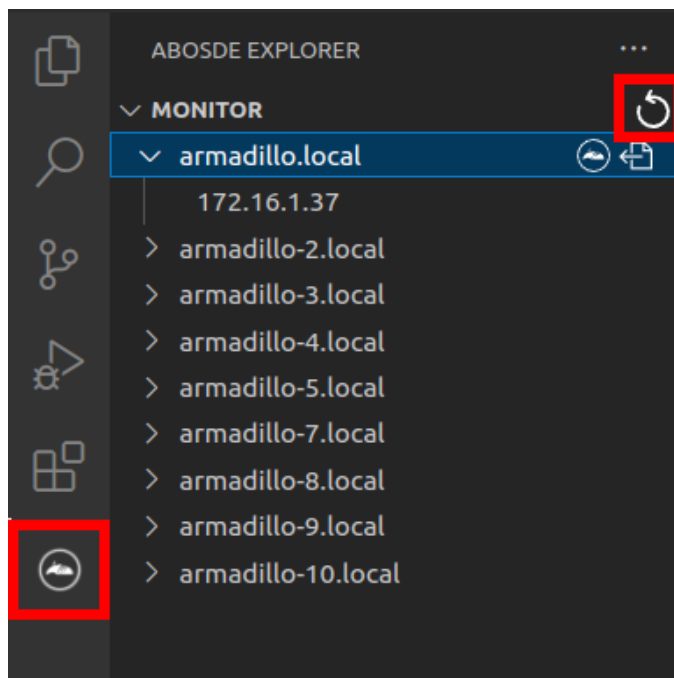 ABOSDE EXPLORER
MONITOR
armadillo.local
172.16.1.37
armadillo-2.local
armadillo-3.local
armadillo-4.local
armadillo-5.local
armadillo-7.local
armadillo-8.local
armadillo-9.local
armadillo-10.local